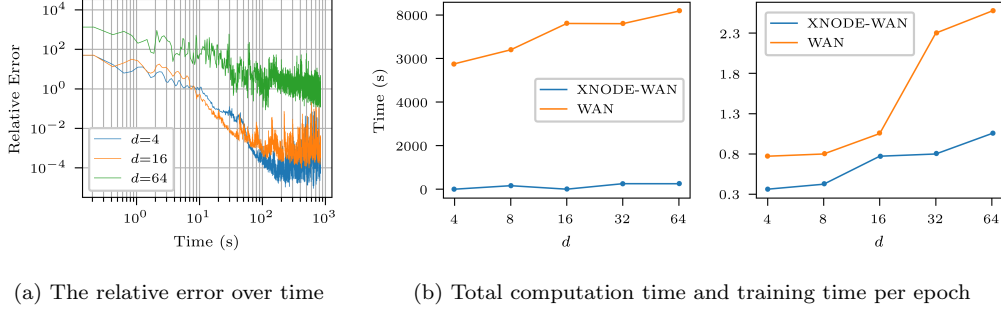 10^4
10^2
10^0
10^-2
10^-4
Relative Error
d=4
d=16
d=64
10^0
10^1
10^2
10^3
Time (s)
8000
3000
4000
2000
0
Time (s)
XNODE-WAN
WAN
4
8
16
32
64
d
2.3
1.8
1.3
0.8
0.3
XNODE-WAN
WAN
4
8
16
32
64
d
(a) The relative error over time
(b) Total computation time and training time per epoch